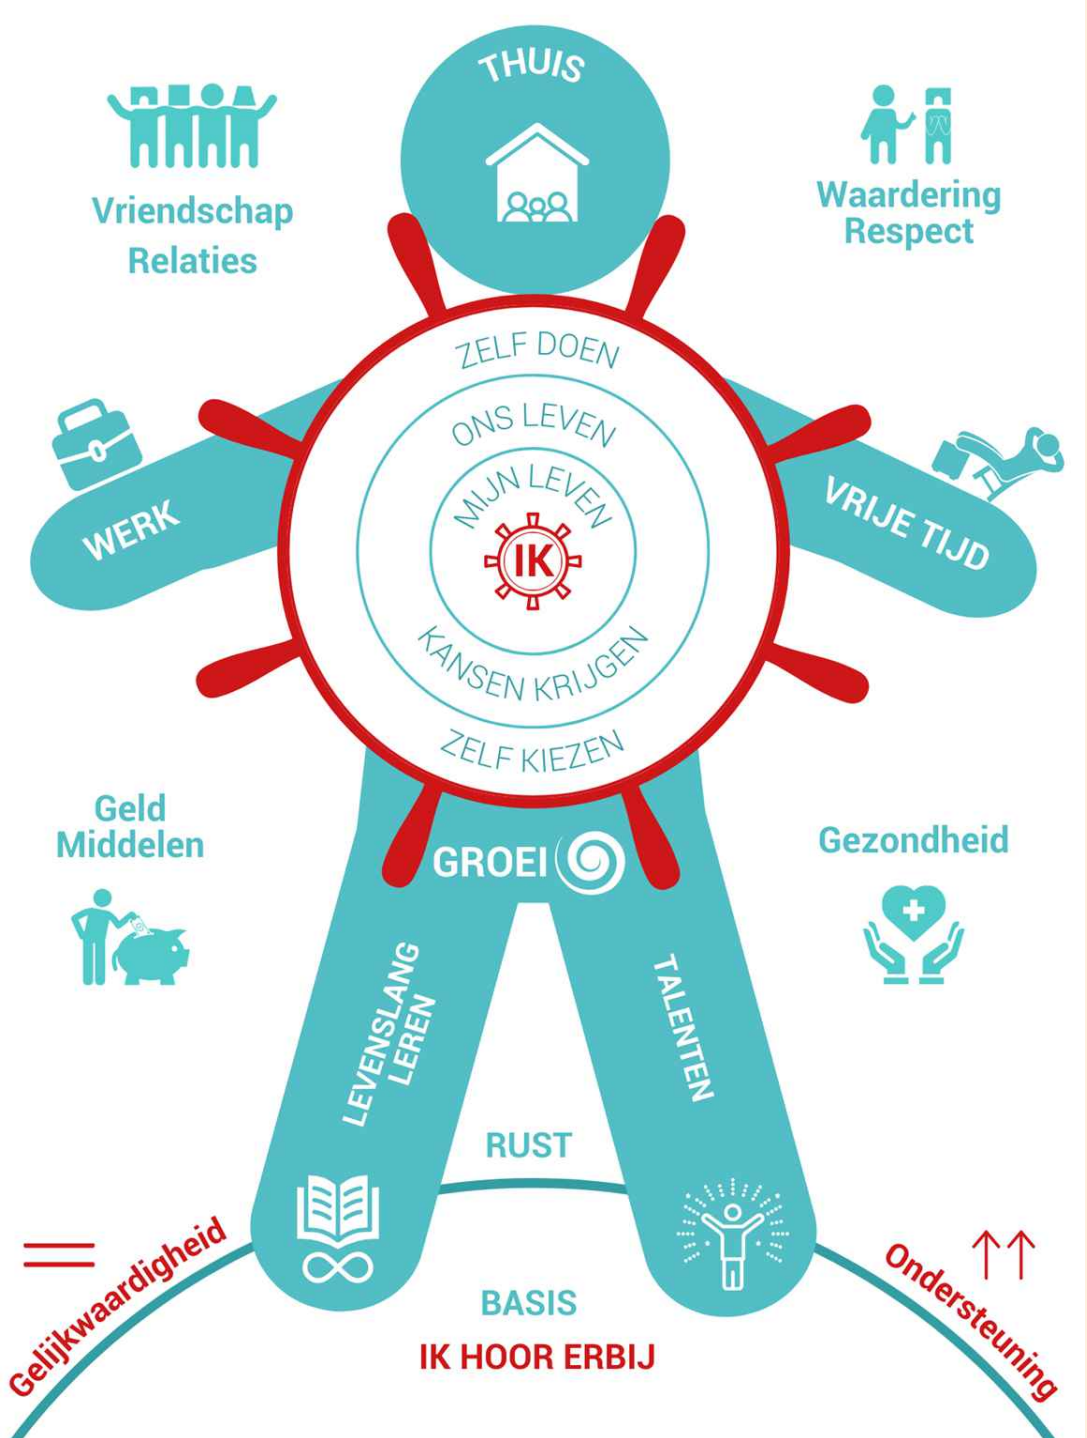 THUIS
Vriendschap
Relaties
Waardering
Respect
ZELF DOEN
ONS LEVEN
MIJN LEVEN
IK
KANSEN KRIJGEN
ZELF KIEZEN
WERK
VRIJE TIJD
Geld
Middelen
Gezondheid
GROEI
LEVENSLANG
LEREN
TALENTEN
RUST
Gelijkwaardigheid
Ondersteuning
BASIS
IK HOOR ERBIJ